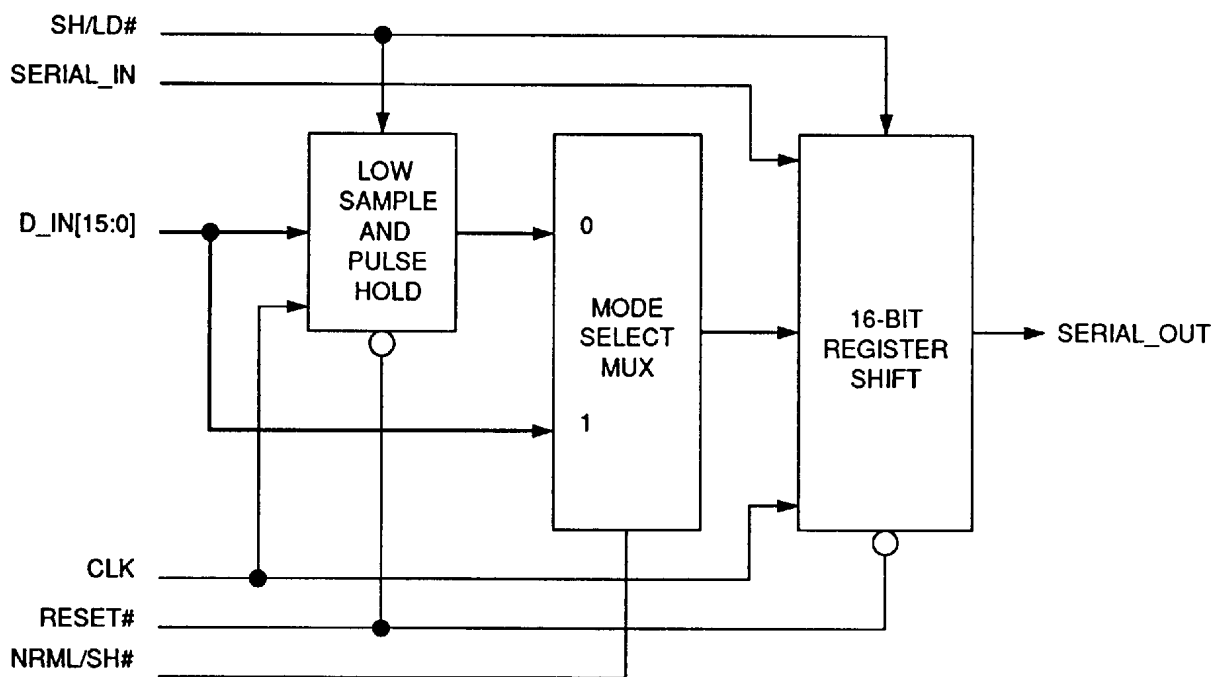 SH/LD#
SERIAL_IN
D_IN[15:0]
LOW
SAMPLE
AND
PULSE
HOLD
0
MODE
SELECT
MUX
1
16-BIT
REGISTER
SHIFT
SERIAL_OUT
CLK
RESET#
NRML/SH#